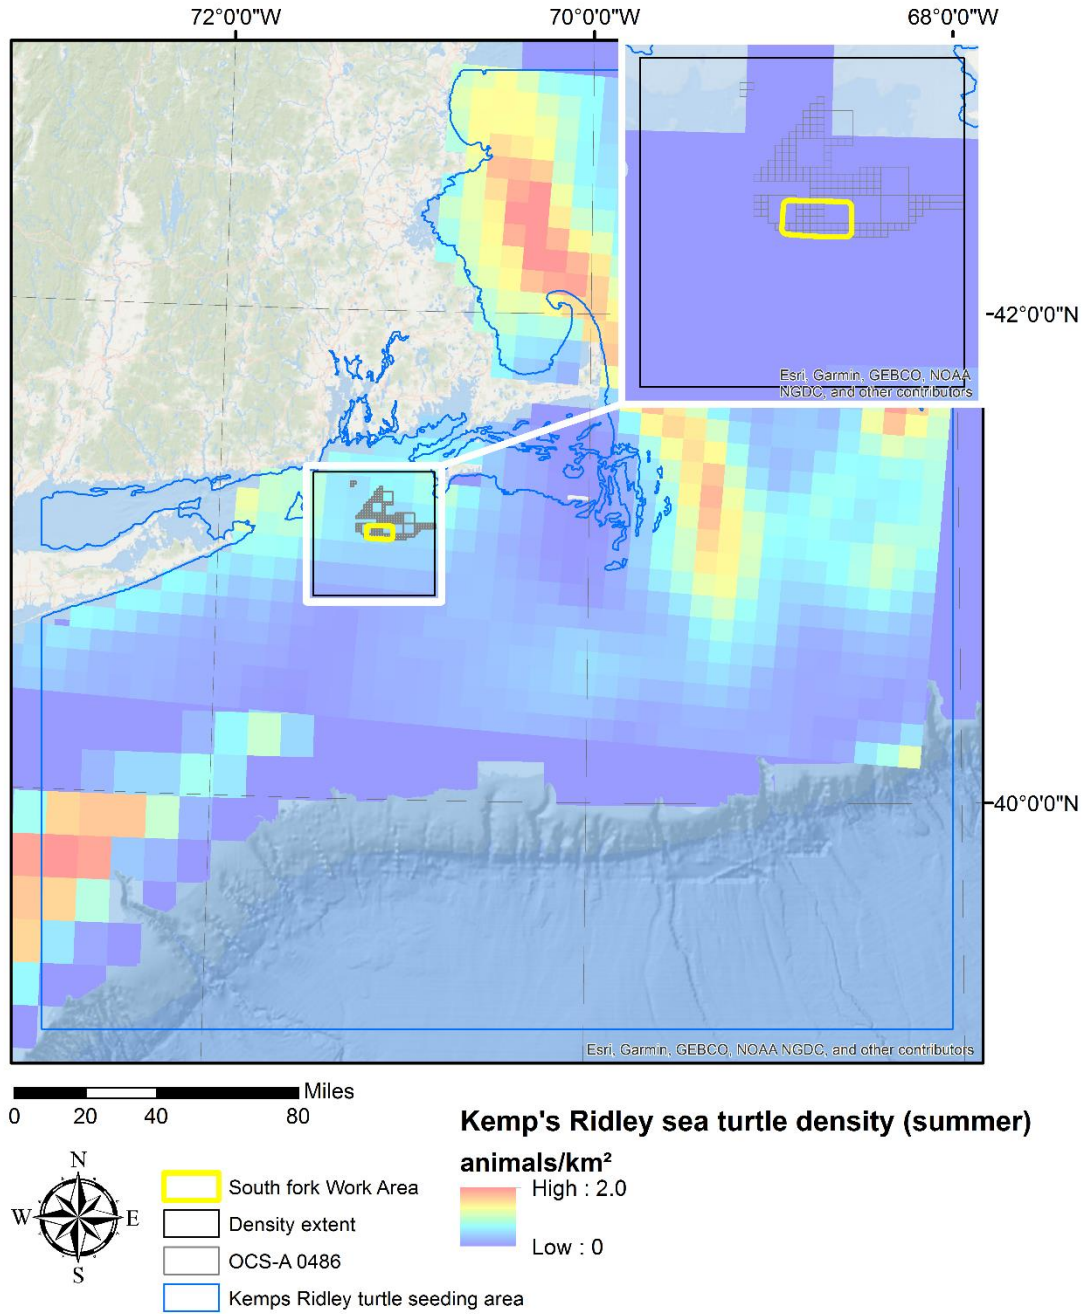 72°0'0"W
70°0'0"W
68°0'0"W
42°0'0"N
Esri, Garmin, GEBCO, NOAA
NGDC, and other contributors
40°0'0"N
Esri, Garmin, GEBCO, NOAA NGDC, and other contributors
Miles
0 20 40 80
Kemp's Ridley sea turtle density (summer)
animals/km²
High : 2.0
Low : 0
N
W E
S
South fork Work Area
Density extent
OCS-A 0486
Kemps Ridley turtle seeding area